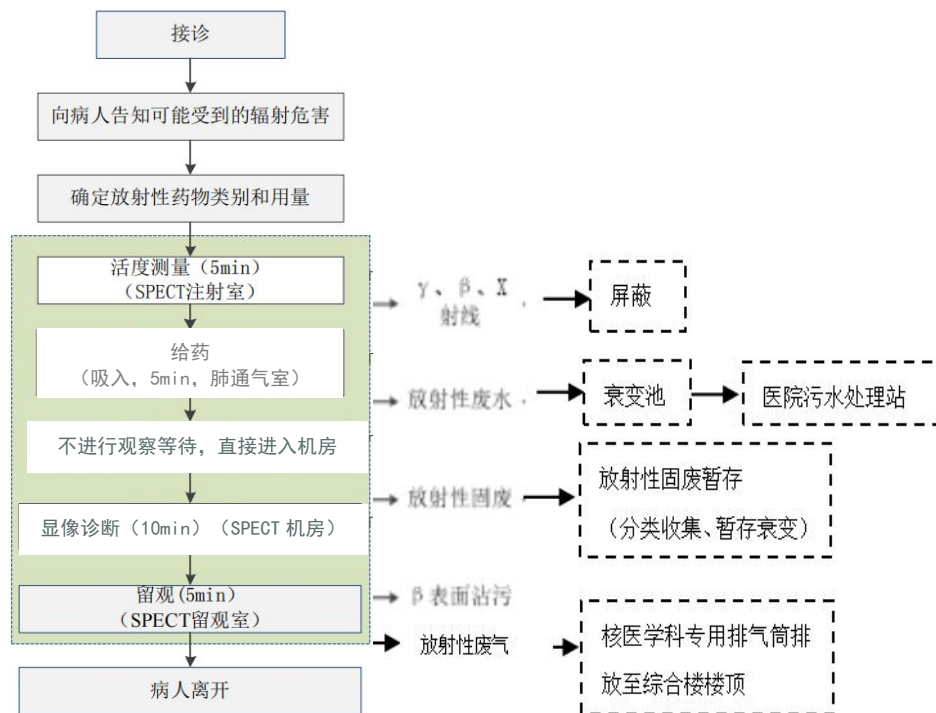 接诊
向病人告知可能受到的辐射危害
确定放射性药物类别和用量
活度测量（5min）
（SPECT注射室）
给药
（吸入，5min，肺通气室）
不进行观察等待，直接进入机房
显像诊断（10min）（SPECT 机房）
留观(5min)
（SPECT留观室）
病人离开
γ、β、X
射线
屏蔽
放射性废水
衰变池
医院污水处理站
放射性固废
放射性固废暂存
（分类收集、暂存衰变）
β表面沾污
放射性废气
核医学科专用排气筒排
放至综合楼楼顶